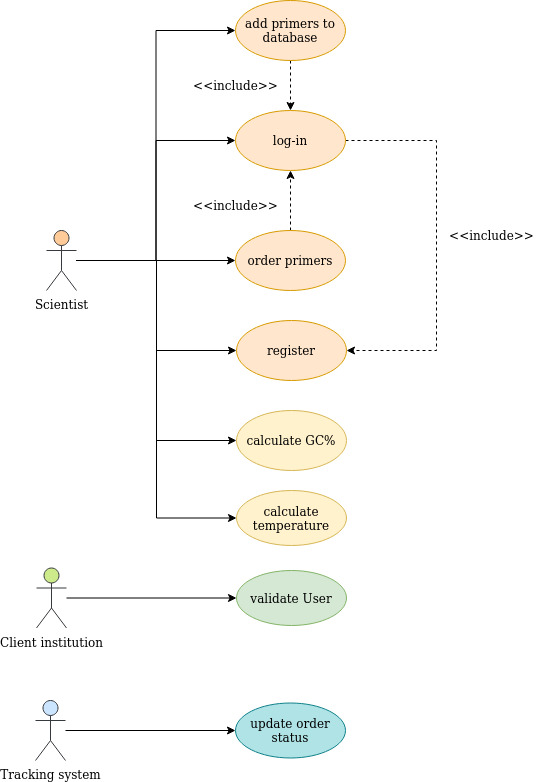 add primers to
database
<<include>>
log-in
<<include>>
<<include>>
order primers
Scientist
register
calculate GC%
calculate
temperature
validate User
Client institution
update order
status
Tracking system